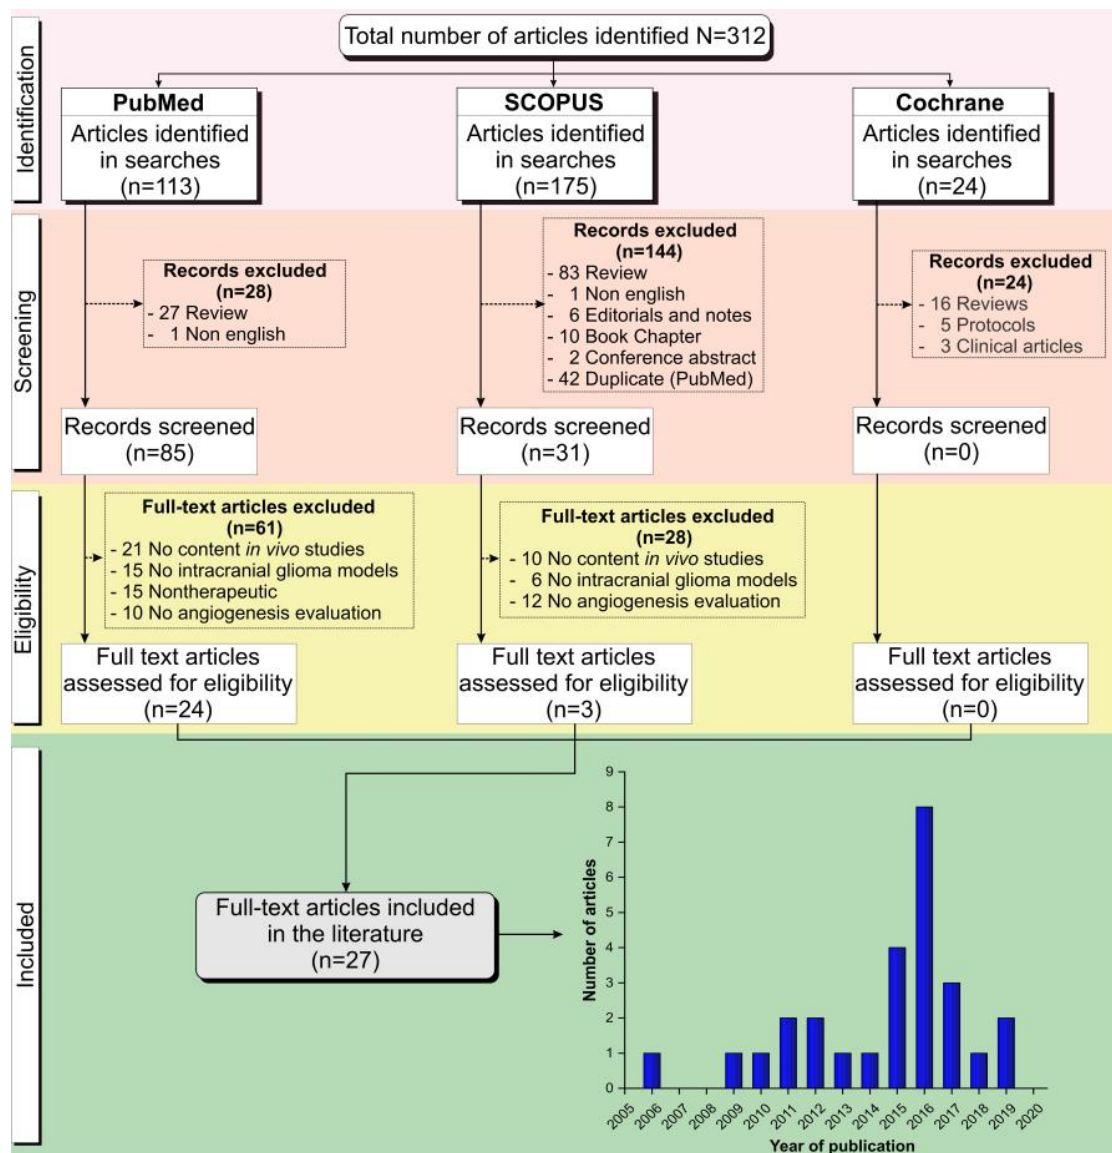 Total number of articles identified N=312
Identification
PubMed
Articles identified
in searches
(n=113)
SCOPUS
Articles identified
in searches
(n=175)
Cochrane
Articles identified
in searches
(n=24)
Screening
Records excluded
(n=28)
- 27 Review
- 1 Non english
Records excluded
(n=144)
- 83 Review
- 1 Non english
- 6 Editorials and notes
- 10 Book Chapter
- 2 Conference abstract
- 42 Duplicate (PubMed)
Records excluded
(n=24)
- 16 Reviews
- 5 Protocols
- 3 Clinical articles
Records screened
(n=85)
Records screened
(n=31)
Records screened
(n=0)
Eligibility
Full-text articles excluded
(n=61)
- 21 No content in vivo studies
- 15 No intracranial glioma models
- 15 Nontherapeutic
- 10 No angiogenesis evaluation
Full-text articles excluded
(n=28)
- 10 No content in vivo studies
- 6 No intracranial glioma models
- 12 No angiogenesis evaluation
Full text articles
assessed for eligibility
(n=24)
Full text articles
assessed for eligibility
(n=3)
Full text articles
assessed for eligibility
(n=0)
Included
Full-text articles included
in the literature
(n=27)
Number of articles
9
8
7
6
5
4
3
2
1
0
2005 2006 2007 2008 2009 2010 2011 2012 2013 2014 2015 2016 2017 2018 2019 2020
Year of publication